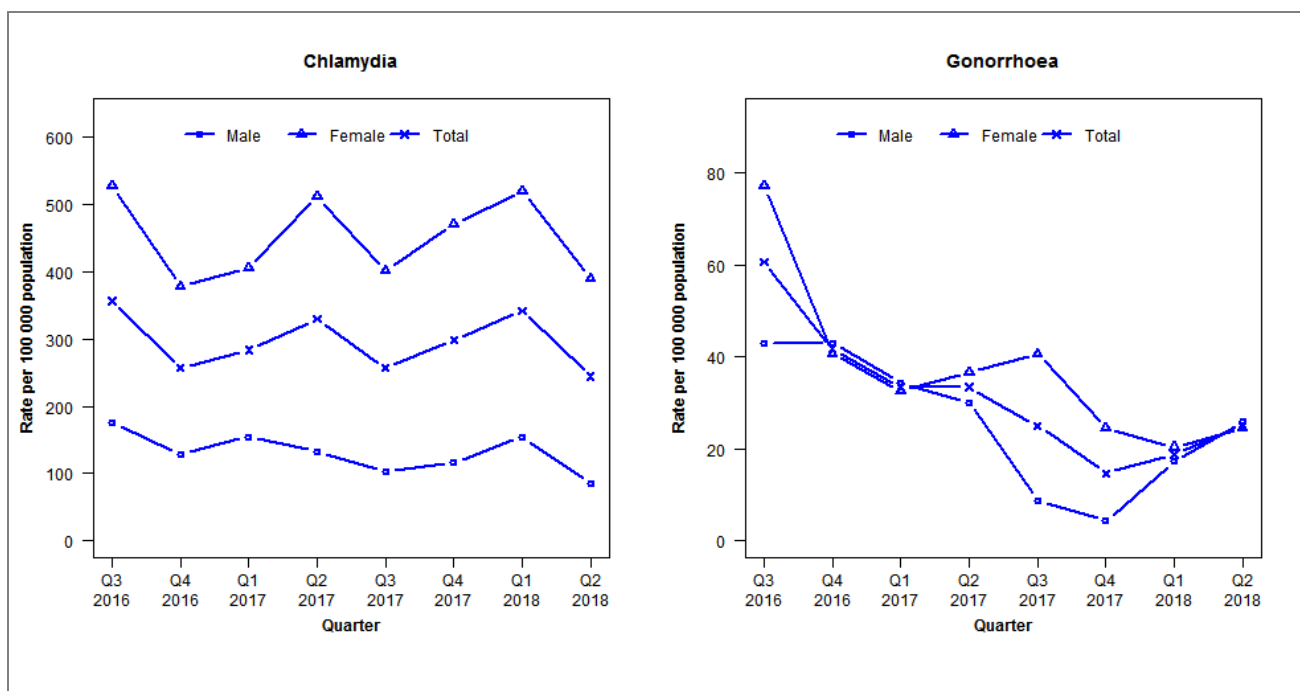 Chlamydia
Male Female Total
600
500
400
300
200
100
0
Rate per 100 000 population
Q3 Q4 Q1 Q2 Q3 Q4 Q1 Q2
2016 2016 2017 2017 2017 2017 2018 2018
Quarter
Gonorrhoea
Male Female Total
80
60
40
20
0
Rate per 100 000 population
Q3 Q4 Q1 Q2 Q3 Q4 Q1 Q2
2016 2016 2017 2017 2017 2017 2018 2018
Quarter